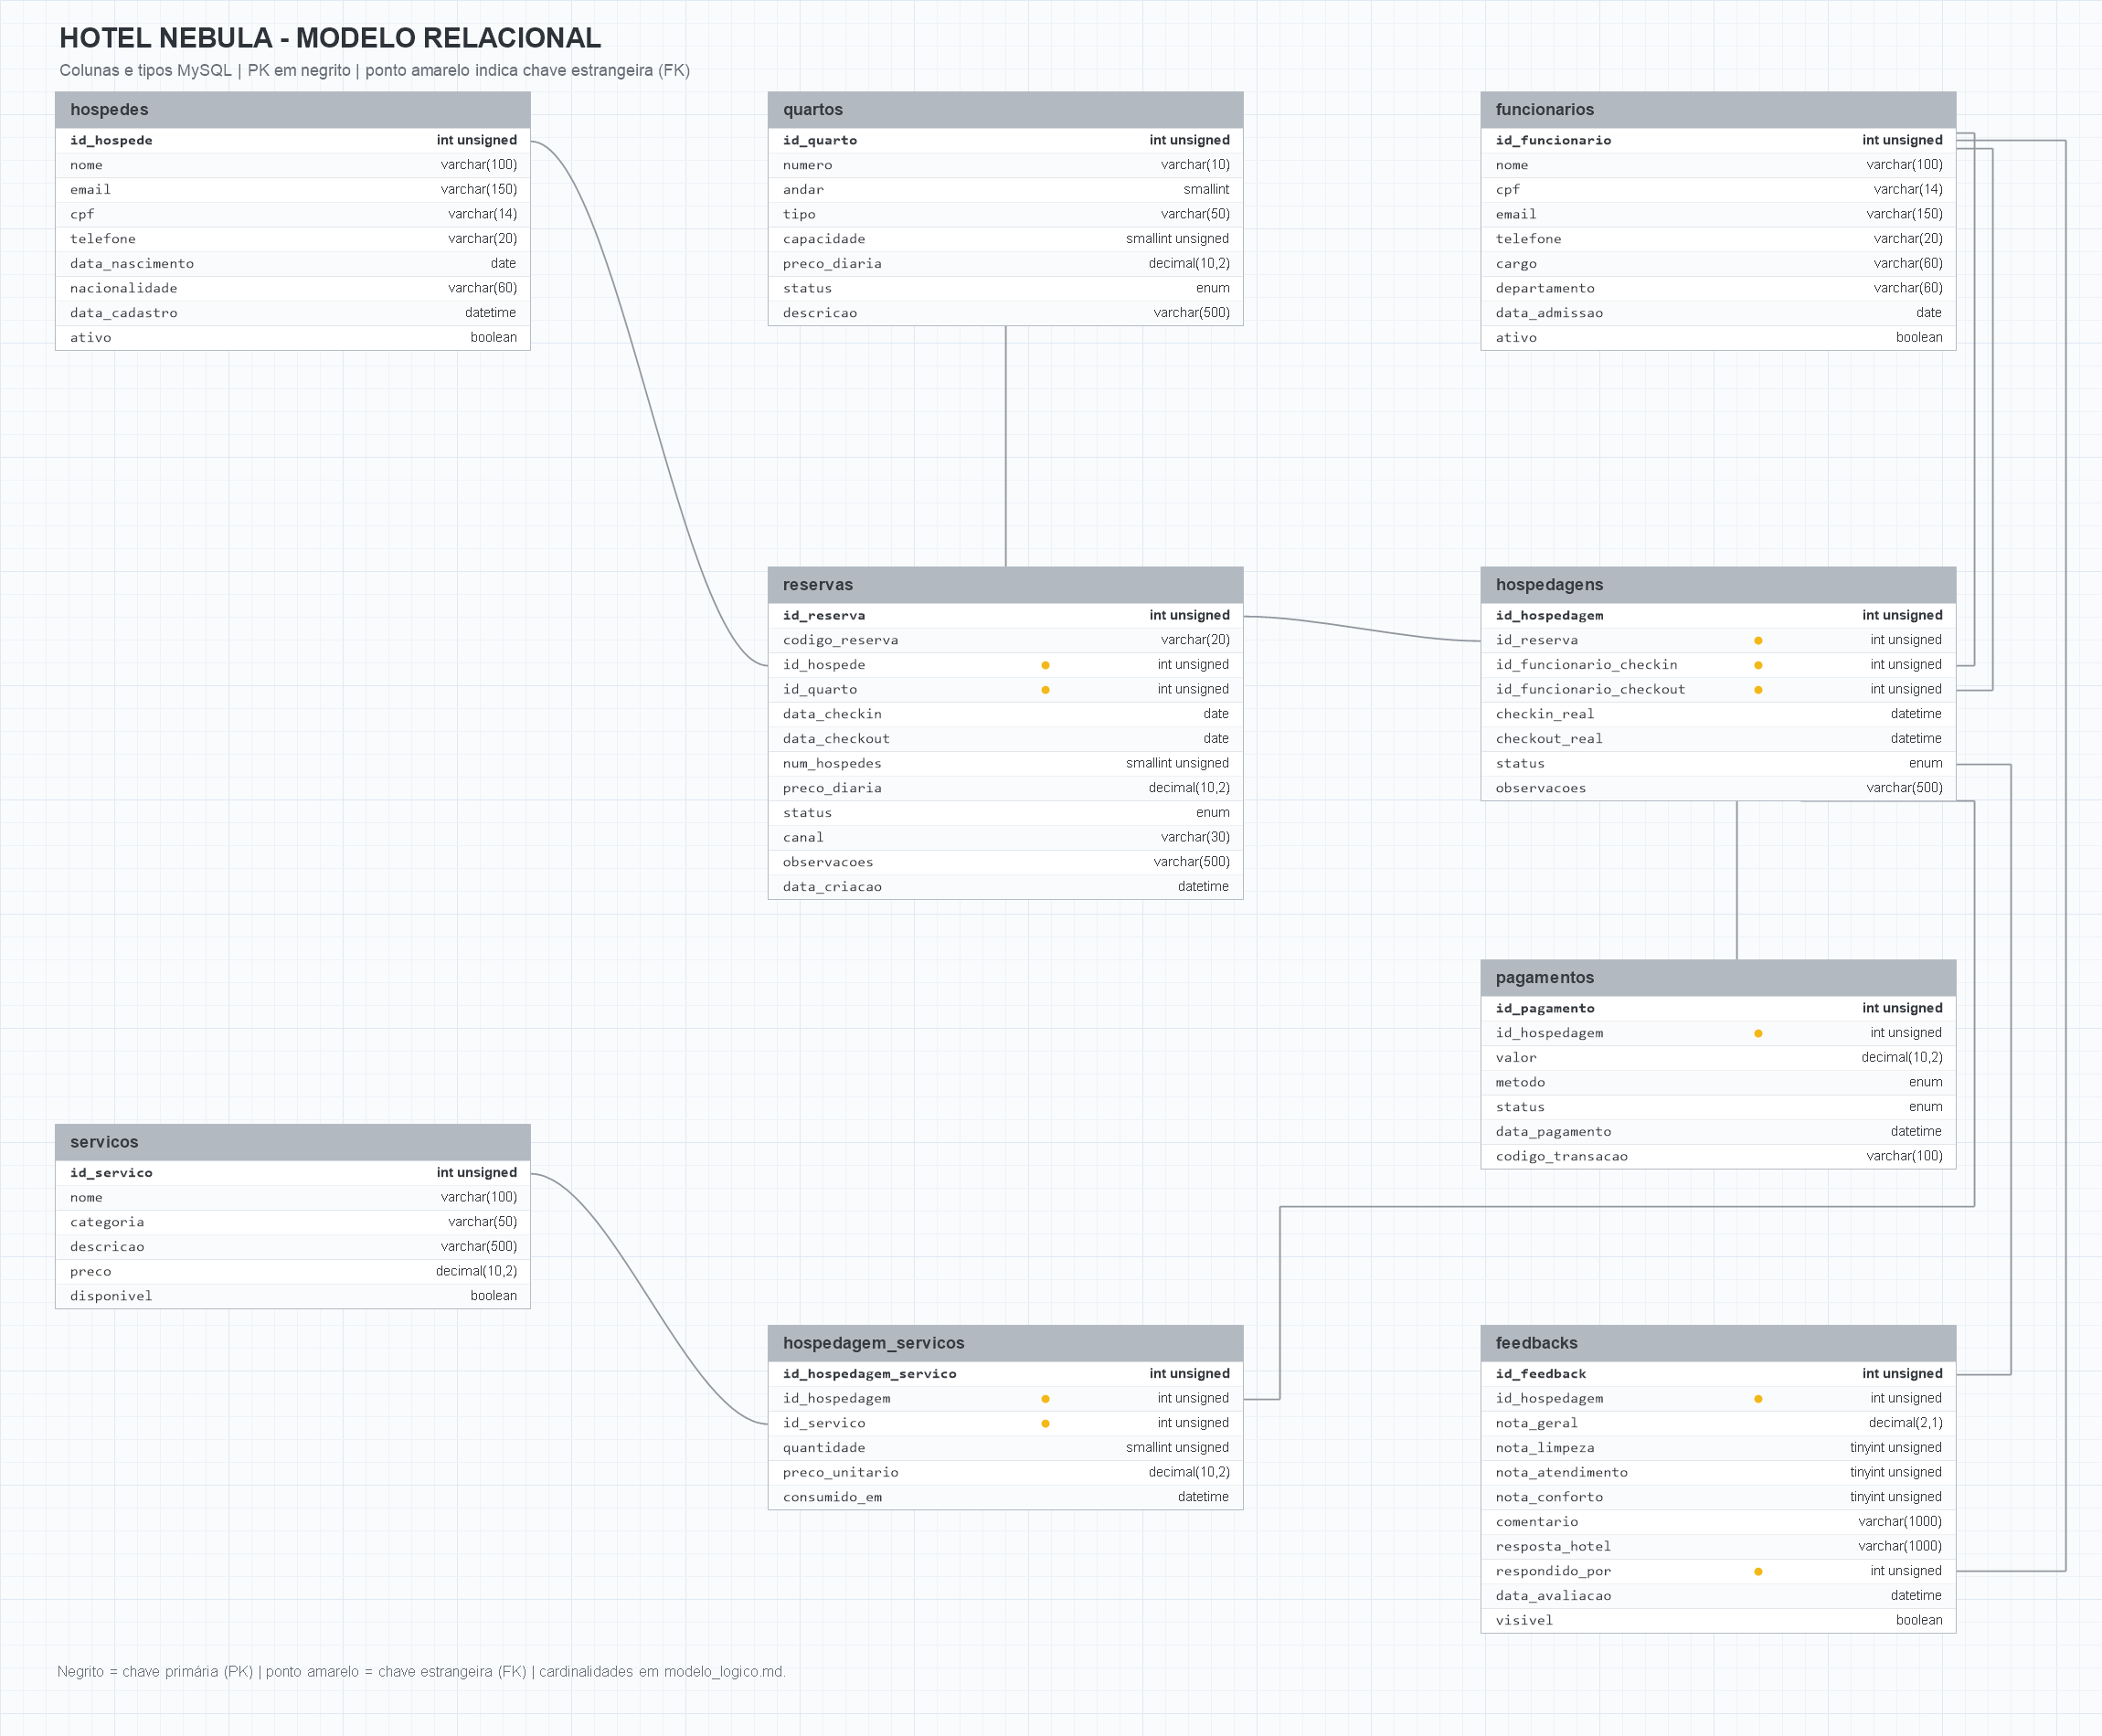 HOTEL NEBULA - MODELO RELACIONAL
Colunas e tipos MySQL | PK em negrito | ponto amarelo indica chave estrangeira (FK)
hospedes
id_hospede int unsigned
nome varchar(100)
email varchar(150)
cpf varchar(14)
telefone varchar(20)
data_nascimento date
nacionalidade varchar(60)
data_cadastro datetime
ativo boolean
quartos
id_quarto int unsigned
numero varchar(10)
andar smallint
tipo varchar(50)
capacidade smallint unsigned
preco_diaria decimal(10,2)
status enum
descricao varchar(500)
funcionarios
id_funcionario int unsigned
nome varchar(100)
cpf varchar(14)
email varchar(150)
telefone varchar(20)
cargo varchar(60)
departamento varchar(60)
data_admissao date
ativo boolean
reservas
id_reserva int unsigned
codigo_reserva varchar(20)
id_hospede int unsigned
id_quarto int unsigned
data_checkin date
data_checkout date
num_hospedes smallint unsigned
preco_diaria decimal(10,2)
status enum
canal varchar(30)
observacoes varchar(500)
data_criacao datetime
hospedagens
id_hospedagem int unsigned
id_reserva int unsigned
id_funcionario_checkin int unsigned
id_funcionario_checkout int unsigned
checkin_real datetime
checkout_real datetime
status enum
observacoes varchar(500)
pagamentos
id_pagamento int unsigned
id_hospedagem int unsigned
valor decimal(10,2)
metodo enum
status enum
data_pagamento datetime
codigo_transacao varchar(100)
servicos
id_servico int unsigned
nome varchar(100)
categoria varchar(50)
descricao varchar(500)
preco decimal(10,2)
disponivel boolean
hospedagem_servicos
id_hospedagem_servico int unsigned
id_hospedagem int unsigned
id_servico int unsigned
quantidade smallint unsigned
preco_unitario decimal(10,2)
consumido_em datetime
feedbacks
id_feedback int unsigned
id_hospedagem int unsigned
nota_geral decimal(2,1)
nota_limpeza tinyint unsigned
nota_atendimento tinyint unsigned
nota_conforto tinyint unsigned
comentario varchar(1000)
resposta_hotel varchar(1000)
respondido_por int unsigned
data_avaliacao datetime
visivel boolean
Negrito = chave primária (PK) | ponto amarelo = chave estrangeira (FK) | cardinalidades em modelo_logico.md.